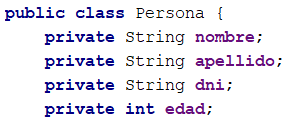 public class Persona {
    private String nombre;
    private String apellido;
    private String dni;
    private int edad;